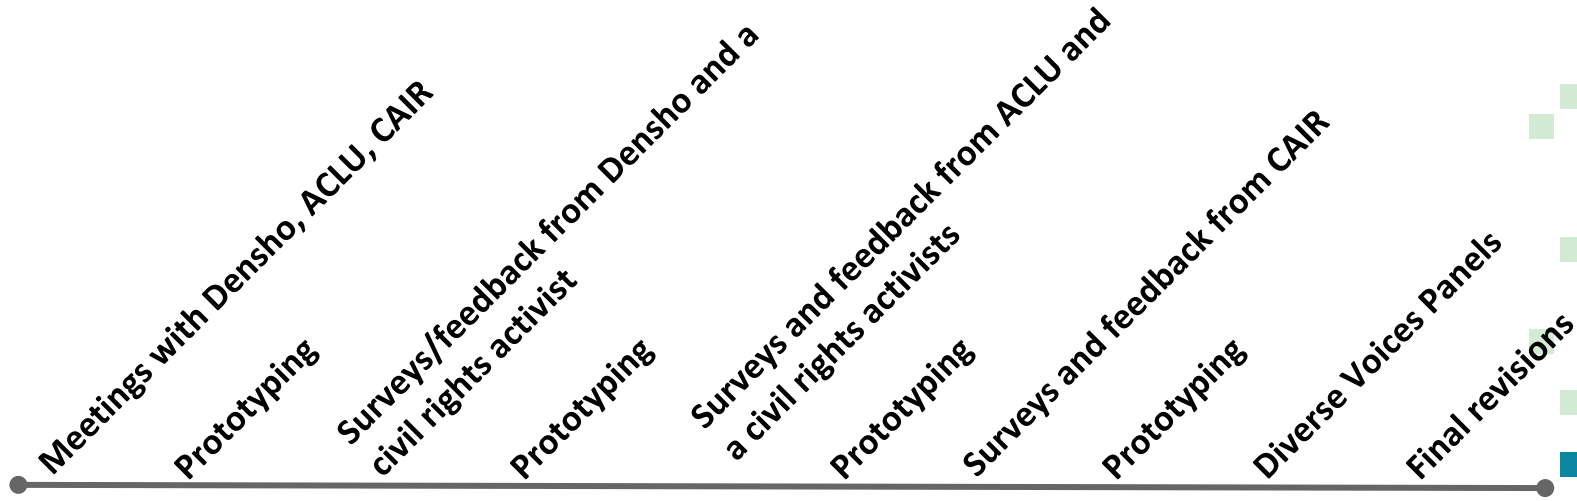 Meetings with Densho, ACLU, CAIR
Prototyping
Surveys/feedback from Densho and a
civil rights activist
Prototyping
Surveys and feedback from ACLU and
a civil rights activists
Prototyping
Surveys and feedback from CAIR
Prototyping
Diverse Voices Panels
Final revisions